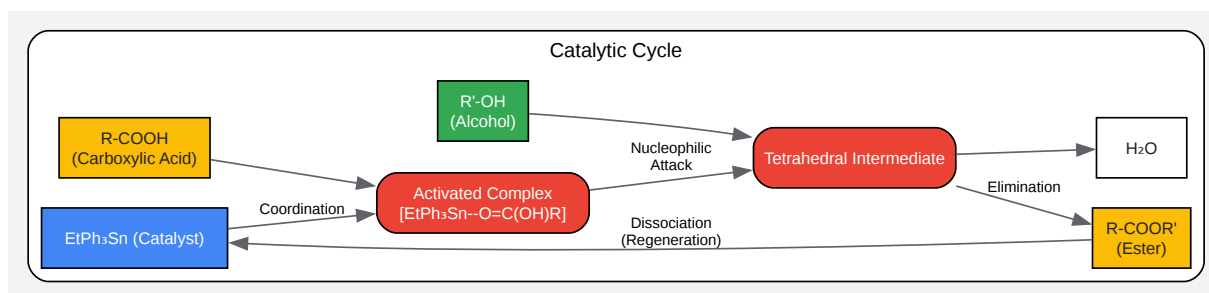 Catalytic Cycle
R'-OH
(Alcohol)
R-COOH
(Carboxylic Acid)
Nucleophilic
Attack
Tetrahedral Intermediate
H₂O
Activated Complex
[EtPh₃Sn--O=C(OH)R]
Coordination
Elimination
EtPh₃Sn (Catalyst)
Dissociation
(Regeneration)
R-COOR'
(Ester)